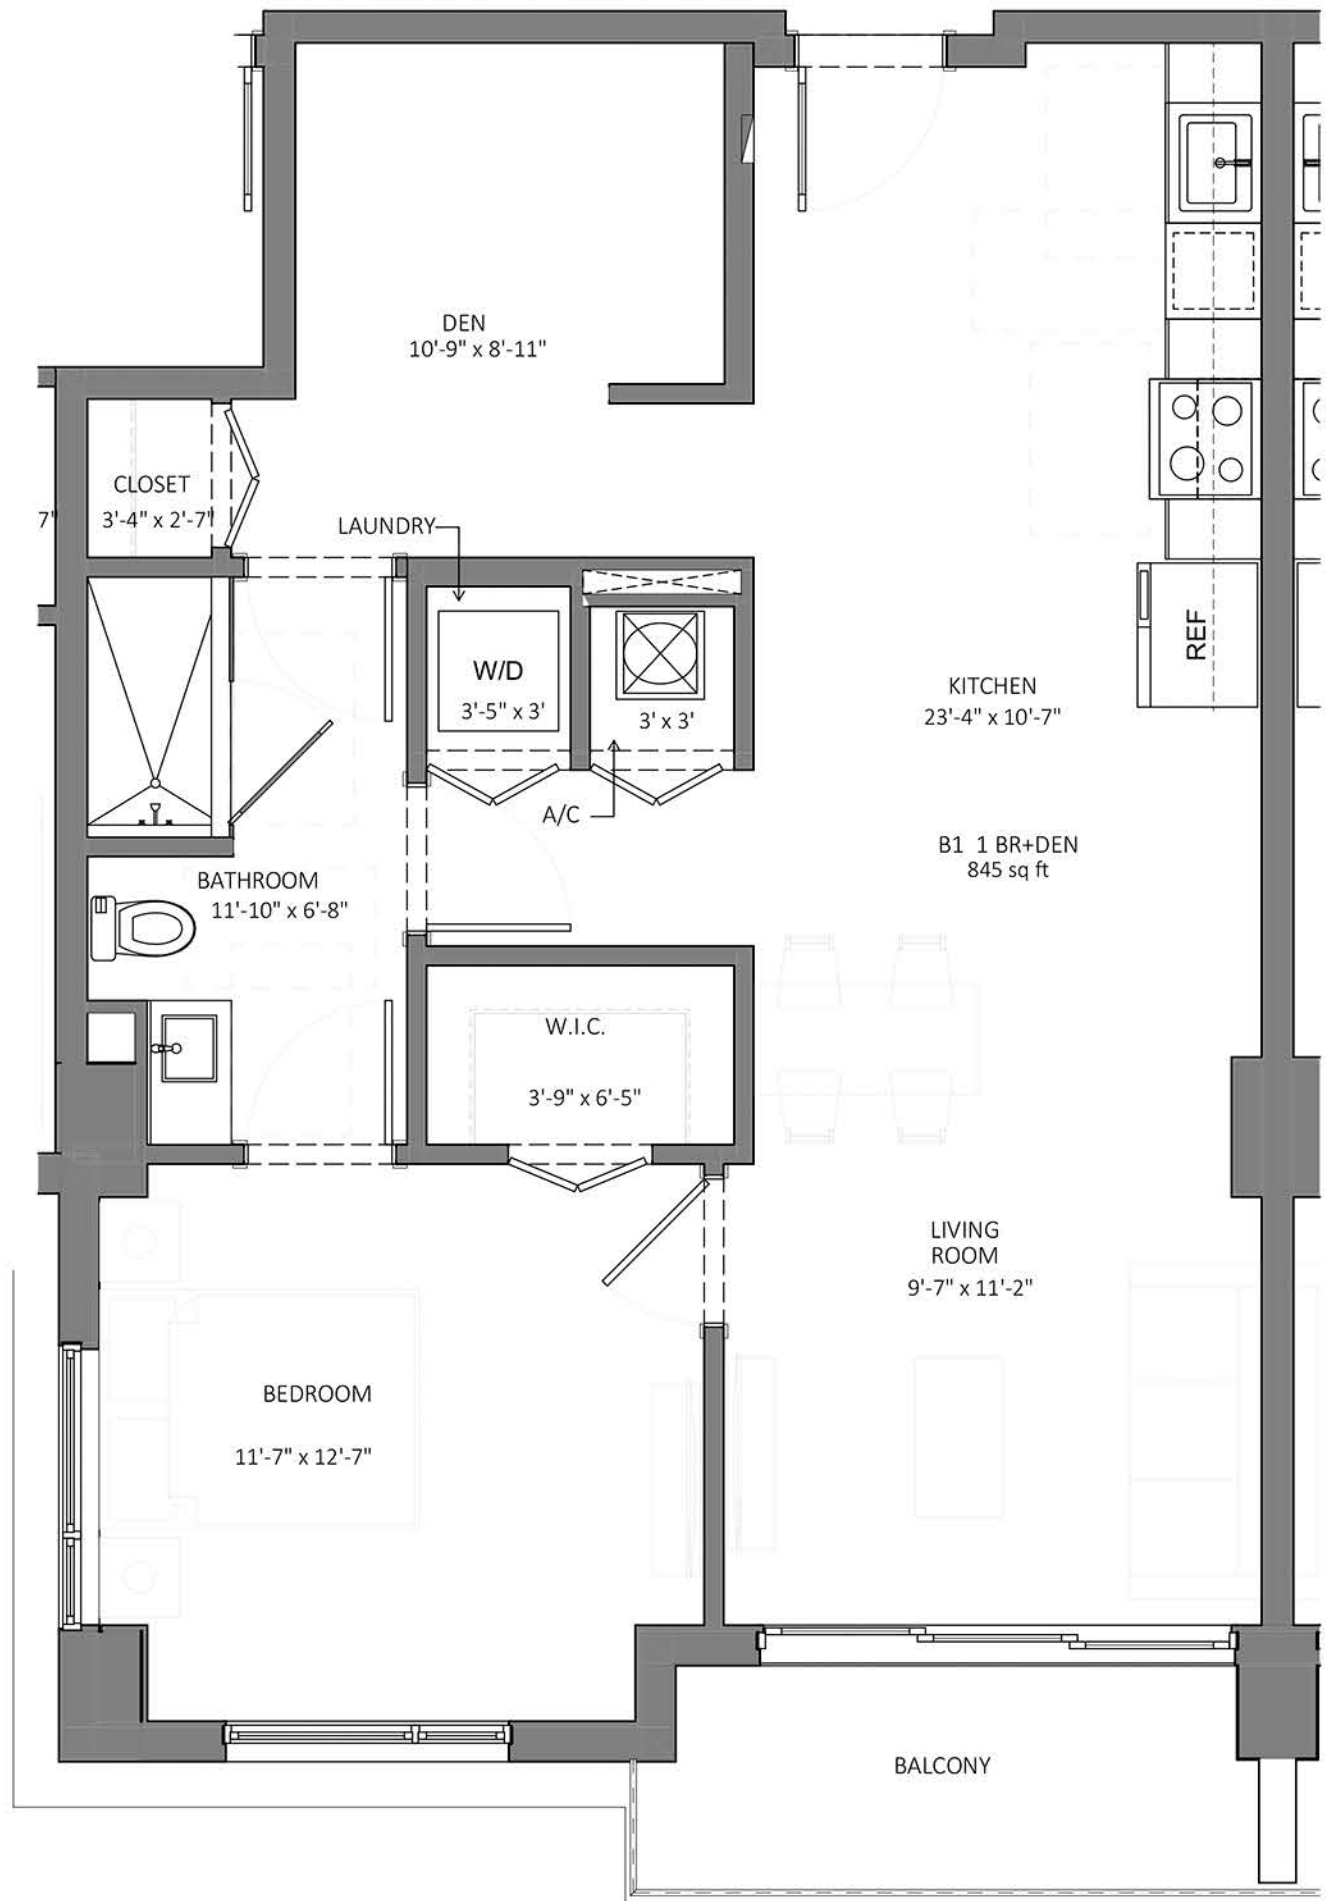 DEN
10'-9" x 8'-11"
CLOSET
3'-4" x 2'-7"
7"
LAUNDRY
W/D
3'-5" x 3'
3' x 3'
A/C
REF
KITCHEN
23'-4" x 10'-7"
B1 1 BR+DEN
845 sq ft
BATHROOM
11'-10" x 6'-8"
W.I.C.
3'-9" x 6'-5"
LIVING
ROOM
9'-7" x 11'-2"
BEDROOM
11'-7" x 12'-7"
BALCONY